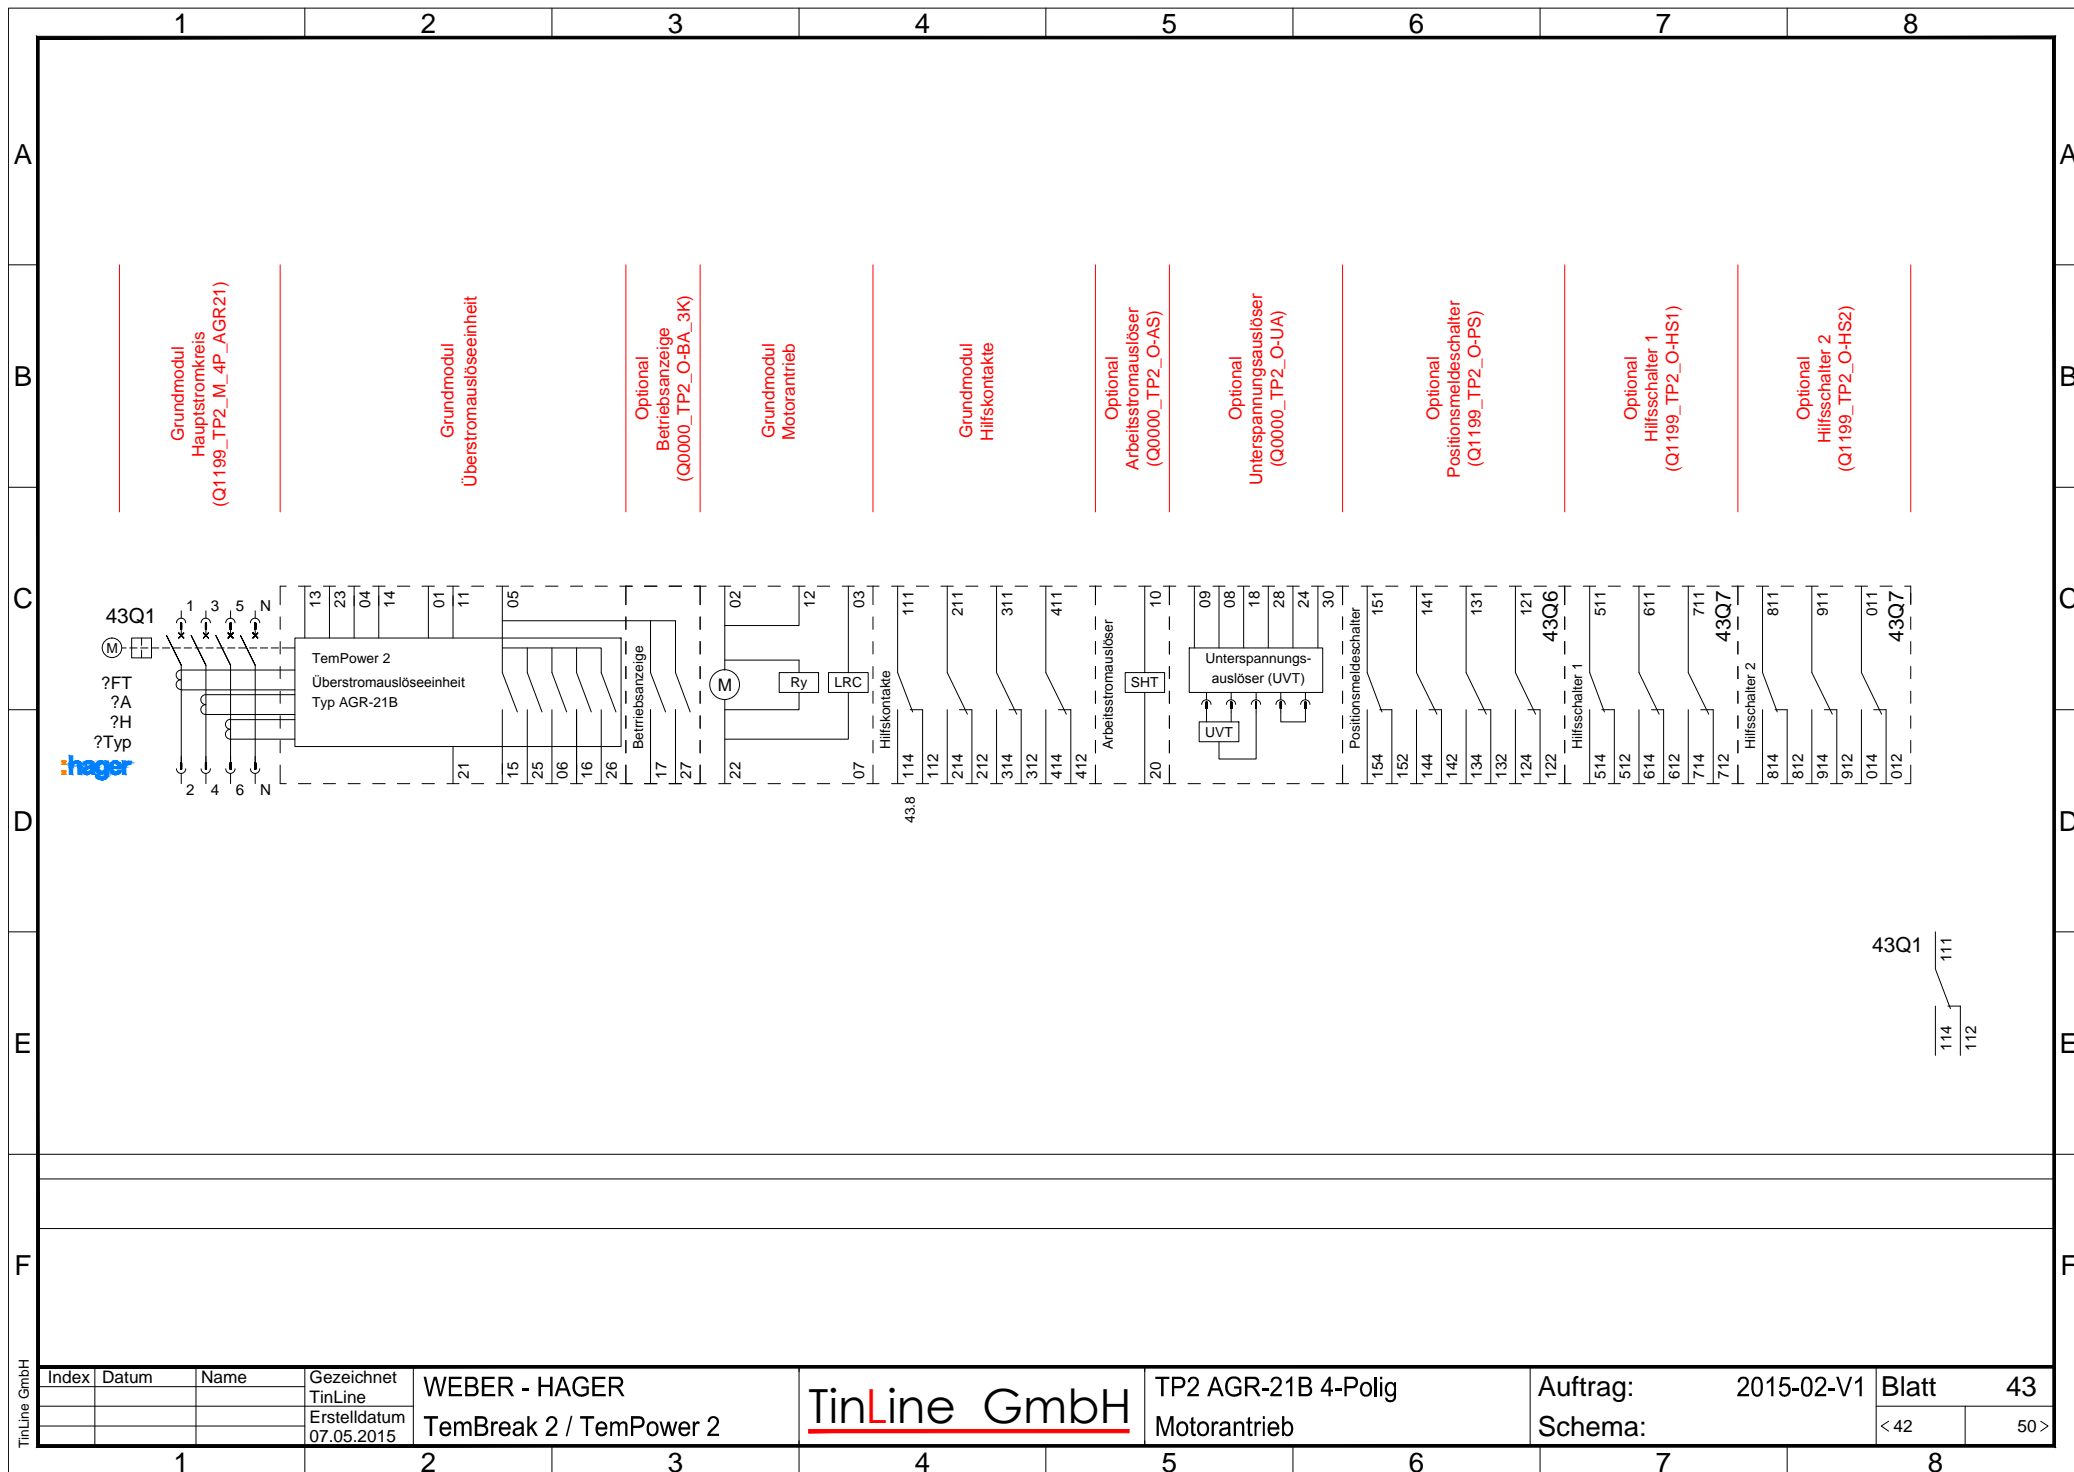 1 2 3 4 5 6 7 8
A A
B B
C C
D D
E E
F F
Grundmodul
Hauptstromkreis
(Q1199_TP2_M_4P_AGR21)
Grundmodul
Überstromauslöseeinheit
Optional
Betriebsanzeige
(Q0000_TP2_O-BA_3K)
Grundmodul
Motorantrieb
Grundmodul
Hilfskontakte
Optional
Arbeitsstromauslöser
(Q0000_TP2_O-AS)
Optional
Unterspannungsauslöser
(Q0000_TP2_O-UA)
Optional
Positionsmeldeschalter
(Q1199_TP2_O-PS)
Optional
Hilfsschalter 1
(Q1199_TP2_O-HS1)
Optional
Hilfsschalter 2
(Q1199_TP2_O-HS2)
43Q1
1 3 5 N
M
?FT
?A
?H
?Typ
:hager
2 4 6 N
13 23 04 14 01 11 05
TemPower 2
Überstromauslöseeinheit
Typ AGR-21B
21 15 25 06 16 26
Betrriebsanzeige
17 27
02 12 03
M Ry LRC
22 07
Hilfskontakte
111 211 311 411
114 112 214 212 314 312 414 412
43.8
Arbeitsstromauslöser
10
SHT
20
09 08 18 28 24 30
Unterspannungs-
auslöser (UVT)
UVT
Positionsmeldeschalter
151 141 131 121
43Q6
154 152 144 142 134 132 124 122
Hilfsschalter 1
511 611 711
43Q7
514 512 614 612 714 712
Hilfsschalter 2
811 911 011
43Q7
814 812 914 912 014 012
43Q1
111
114 112
TinLine GmbH
Index Datum Name
Gezeichnet
TinLine
Erstelldatum
07.05.2015
WEBER - HAGER
TemBreak 2 / TemPower 2
TinLine GmbH
TP2 AGR-21B 4-Polig
Motorantrieb
Auftrag: 2015-02-V1
Schema:
Blatt 43
< 42 50 >
1 2 3 4 5 6 7 8